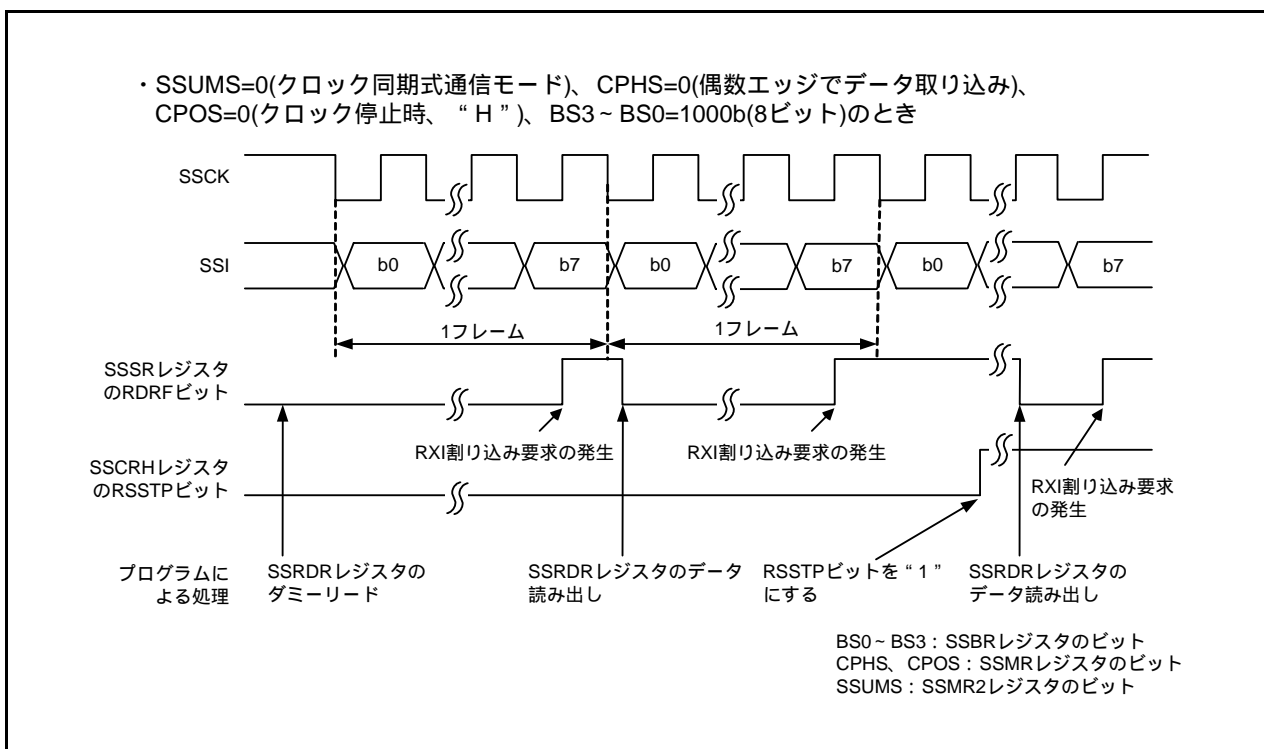 ・SSUMS=0(クロック同期式通信モード)、CPHS=0(偶数エッジでデータ取り込み)、
CPOS=0(クロック停止時、“H”)、BS3~BS0=1000b(8ビット)のとき
SSCK
SSI
b0
b7
b0
b7
b0
b7
1フレーム
1フレーム
SSSRレジスタ
のRDRFビット
RXI割り込み要求の発生
RXI割り込み要求の発生
RXI割り込み要求
の発生
SSCRHレジスタ
のRSSTPビット
プログラムに
よる処理
SSRDRレジスタの
ダミーリード
SSRDRレジスタのデータ
読み出し
RSSTPビットを“1”
にする
SSRDRレジスタの
データ読み出し
BS0~BS3:SSBRレジスタのビット
CPHS、CPOS:SSMRレジスタのビット
SSUMS:SSMR2レジスタのビット